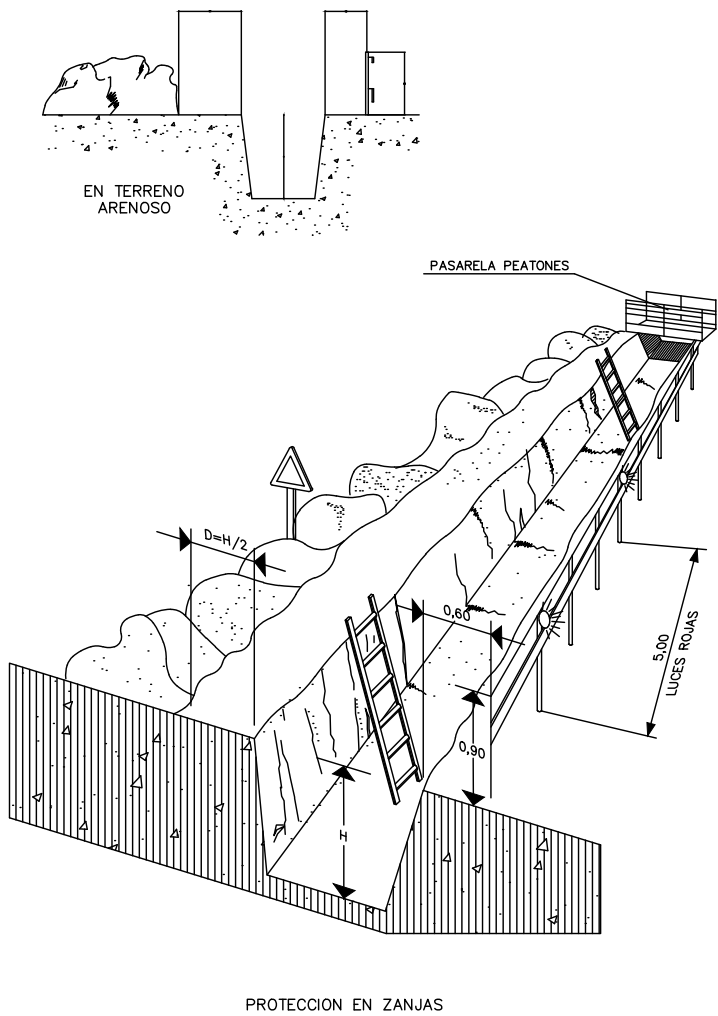 EN TERRENO
ARENOSO
PASARELA PEATONES
D=H/2
0,60
5,00
LUCES ROJAS
0,90
H
PROTECCION EN ZANJAS